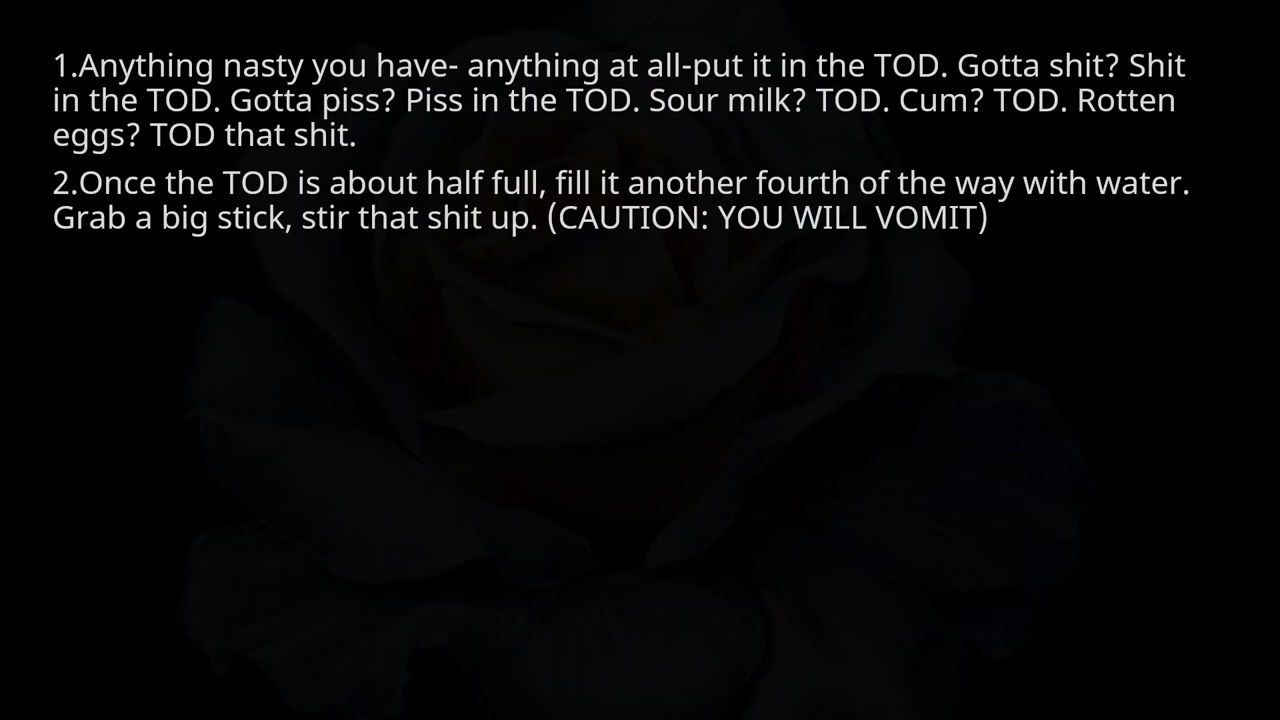 1.Anything nasty you have- anything at all-put it in the TOD. Gotta shit? Shit
in the TOD. Gotta piss? Piss in the TOD. Sour milk? TOD. Cum? TOD. Rotten
eggs? TOD that shit.
2.Once the TOD is about half full, fill it another fourth of the way with water.
Grab a big stick, stir that shit up. (CAUTION: YOU WILL VOMIT)